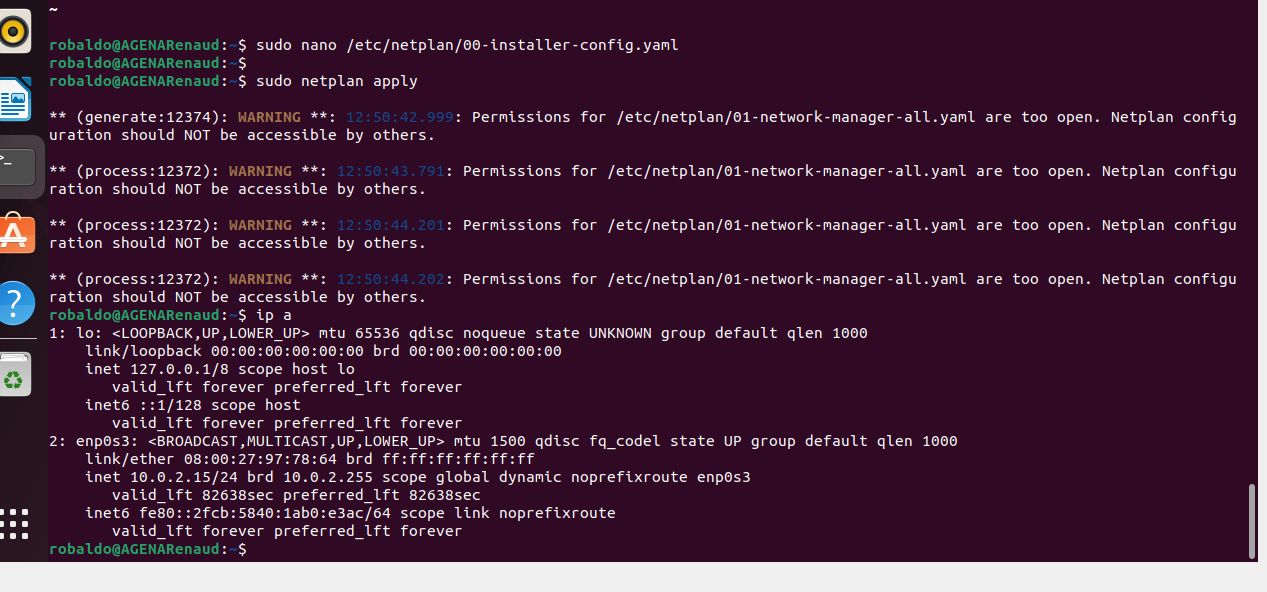 ~
robaldo@AGENARenaud:~$ sudo nano /etc/netplan/00-installer-config.yaml
robaldo@AGENARenaud:~$
robaldo@AGENARenaud:~$ sudo netplan apply
** (generate:12374): WARNING **: 12:50:42.999: Permissions for /etc/netplan/01-network-manager-all.yaml are too open. Netplan config
uration should NOT be accessible by others.
** (process:12372): WARNING **: 12:50:43.791: Permissions for /etc/netplan/01-network-manager-all.yaml are too open. Netplan configu
ration should NOT be accessible by others.
** (process:12372): WARNING **: 12:50:44.201: Permissions for /etc/netplan/01-network-manager-all.yaml are too open. Netplan configu
ration should NOT be accessible by others.
** (process:12372): WARNING **: 12:50:44.202: Permissions for /etc/netplan/01-network-manager-all.yaml are too open. Netplan configu
ration should NOT be accessible by others.
robaldo@AGENARenaud:~$ ip a
1: lo: <LOOPBACK,UP,LOWER_UP> mtu 65536 qdisc noqueue state UNKNOWN group default qlen 1000
    link/loopback 00:00:00:00:00:00 brd 00:00:00:00:00:00
    inet 127.0.0.1/8 scope host lo
       valid_lft forever preferred_lft forever
    inet6 ::1/128 scope host
       valid_lft forever preferred_lft forever
2: enp0s3: <BROADCAST,MULTICAST,UP,LOWER_UP> mtu 1500 qdisc fq_codel state UP group default qlen 1000
    link/ether 08:00:27:97:78:64 brd ff:ff:ff:ff:ff:ff
    inet 10.0.2.15/24 brd 10.0.2.255 scope global dynamic noprefixroute enp0s3
       valid_lft 82638sec preferred_lft 82638sec
    inet6 fe80::2fcb:5840:1ab0:e3ac/64 scope link noprefixroute
       valid_lft forever preferred_lft forever
robaldo@AGENARenaud:~$